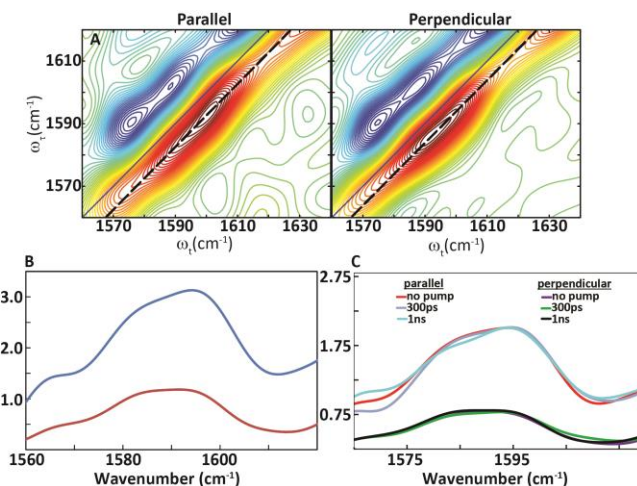 Parallel
Perpendicular
A
1610
1590
1570
ωτ(cm-1)
1570
1590
1610
1630
1570
1590
1610
1630
ωt(cm-1)
ωt(cm-1)
B
3.0
2.0
1.0
1560
1580
1600
Wavenumber (cm-1)
C
2.75
1.75
0.75
parallel
no pump
300ps
1ns
perpendicular
no pump
300ps
1ns
1575
1595
Wavenumber (cm-1)